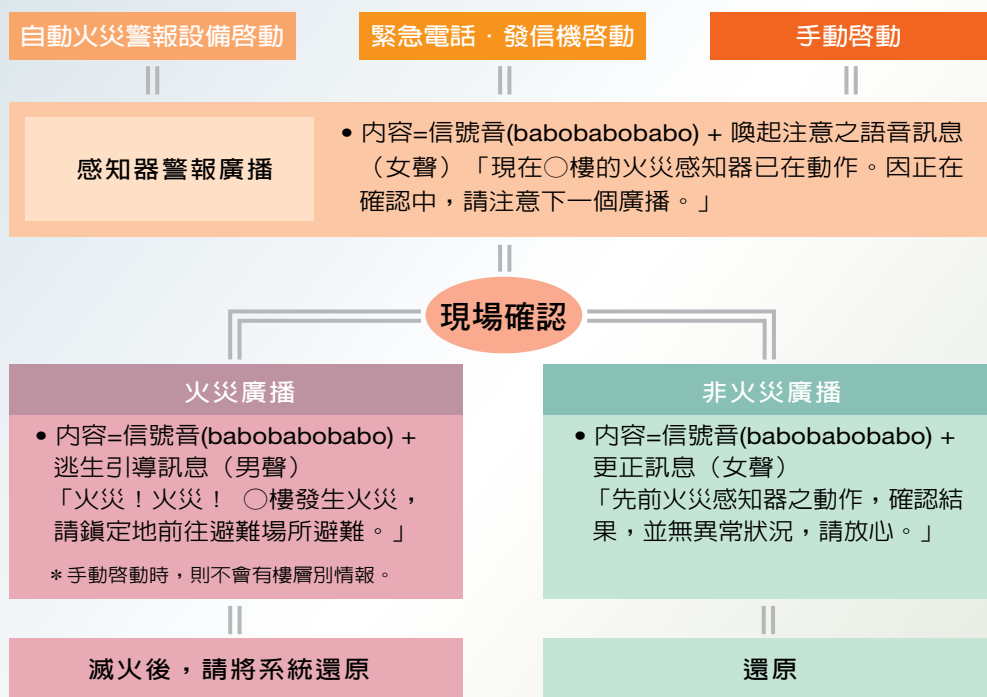 自動火災警報設備啓動
緊急電話·發信機啓動
手動啓動
感知器警報廣播
• 内容=信號音(babobabobabo) + 喚起注意之語音訊息
（女聲）「現在○樓的火災感知器已在動作。因正在
確認中，請注意下一個廣播。」
現場確認
火災廣播
• 内容=信號音(babobabobabo) +
逃生引導訊息（男聲）
「火災！火災！ ○樓發生火災，
請鎮定地前往避難場所避難。」
* 手動啓動時，則不會有樓層別情報。
滅火後，請將系統還原
非火災廣播
• 内容=信號音(babobabobabo) +
更正訊息（女聲）
「先前火災感知器之動作，確認結
果，並無異常狀況，請放心。」
還原